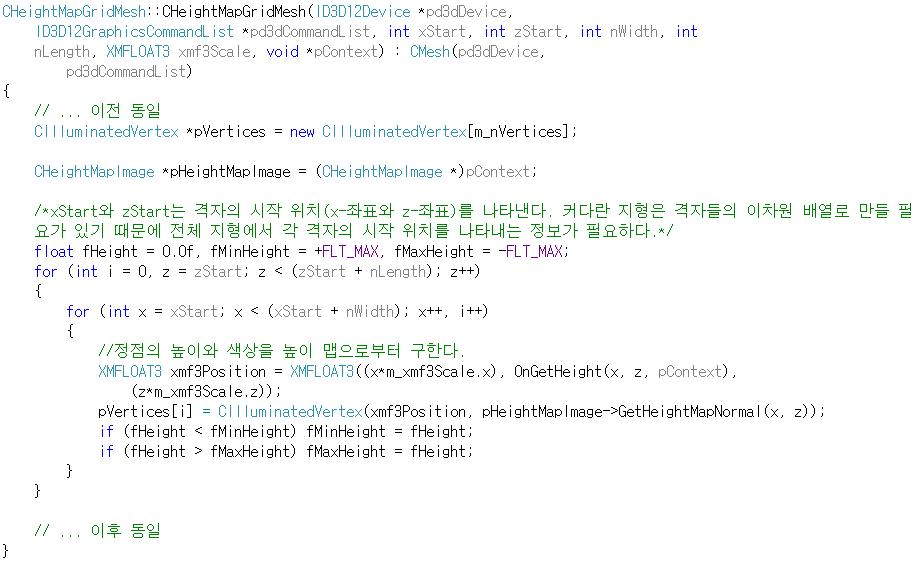 CHeightMapGridMesh::CHeightMapGridMesh(ID3D12Device *pd3dDevice,
ID3D12GraphicsCommandList *pd3dCommandList, int xStart, int zStart, int nWidth, int
nLength, XMFLOAT3 xmf3Scale, void *pContext) : CMesh(pd3dDevice,
pd3dCommandList)
{
// ... 이전 동일
CIlluminatedVertex *pVertices = new CIlluminatedVertex[m_nVertices];
CHeightMapImage *pHeightMapImage = (CHeightMapImage *)pContext;
/*xStart와 zStart는 격자의 시작 위치(x-좌표와 z-좌표)를 나타낸다. 커다란 지형은 격자들의 이차원 배열로 만들 필
요가 있기 때문에 전체 지형에서 각 격자의 시작 위치를 나타내는 정보가 필요하다.*/
float fHeight = 0.0f, fMinHeight = +FLT_MAX, fMaxHeight = -FLT_MAX;
for (int i = 0, z = zStart; z < (zStart + nLength); z++)
{
for (int x = xStart; x < (xStart + nWidth); x++, i++)
{
//정점의 높이와 색상을 높이 맵으로부터 구한다.
XMFLOAT3 xmf3Position = XMFLOAT3((x*m_xmf3Scale.x), OnGetHeight(x, z, pContext),
(z*m_xmf3Scale.z));
pVertices[i] = CIlluminatedVertex(xmf3Position, pHeightMapImage->GetHeightMapNormal(x, z));
if (fHeight < fMinHeight) fMinHeight = fHeight;
if (fHeight > fMaxHeight) fMaxHeight = fHeight;
}
}
// ... 이후 동일
}